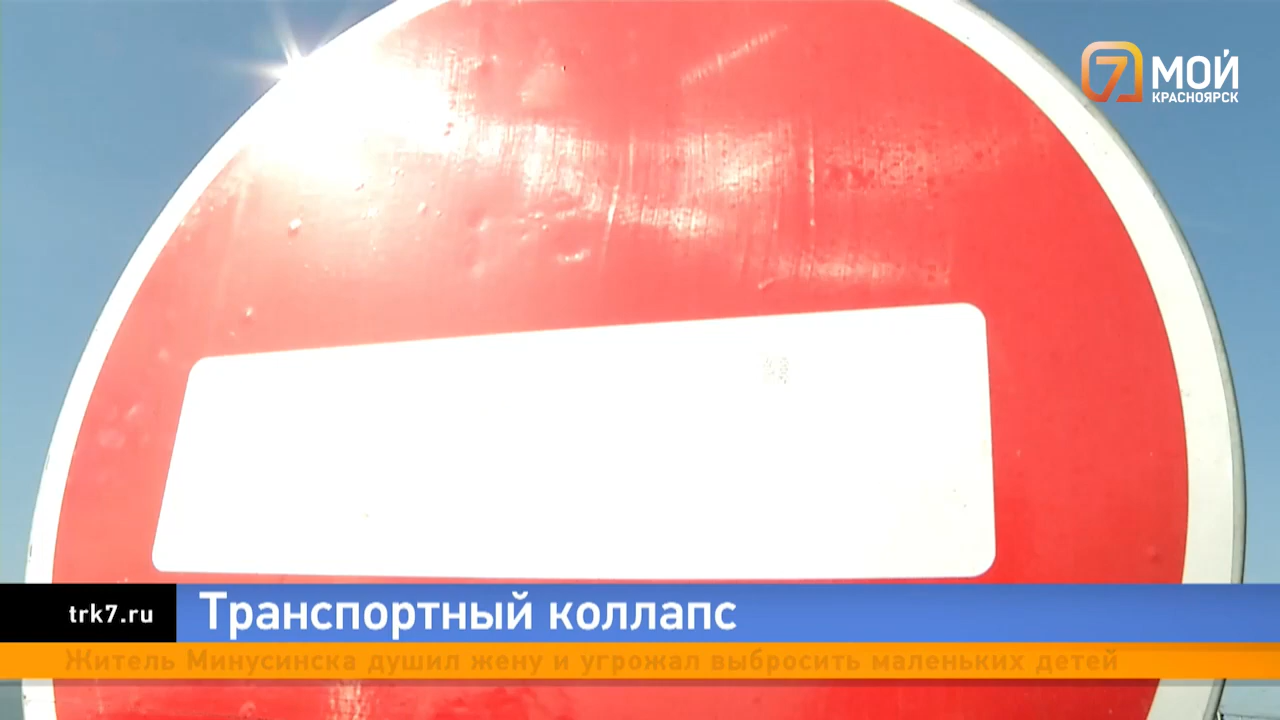 7 МОЙ
КРАСНОЯРСК
trk7.ru
Транспортный коллапс
Житель Минусинска душил жену и угрожал выбросить маленьких детей